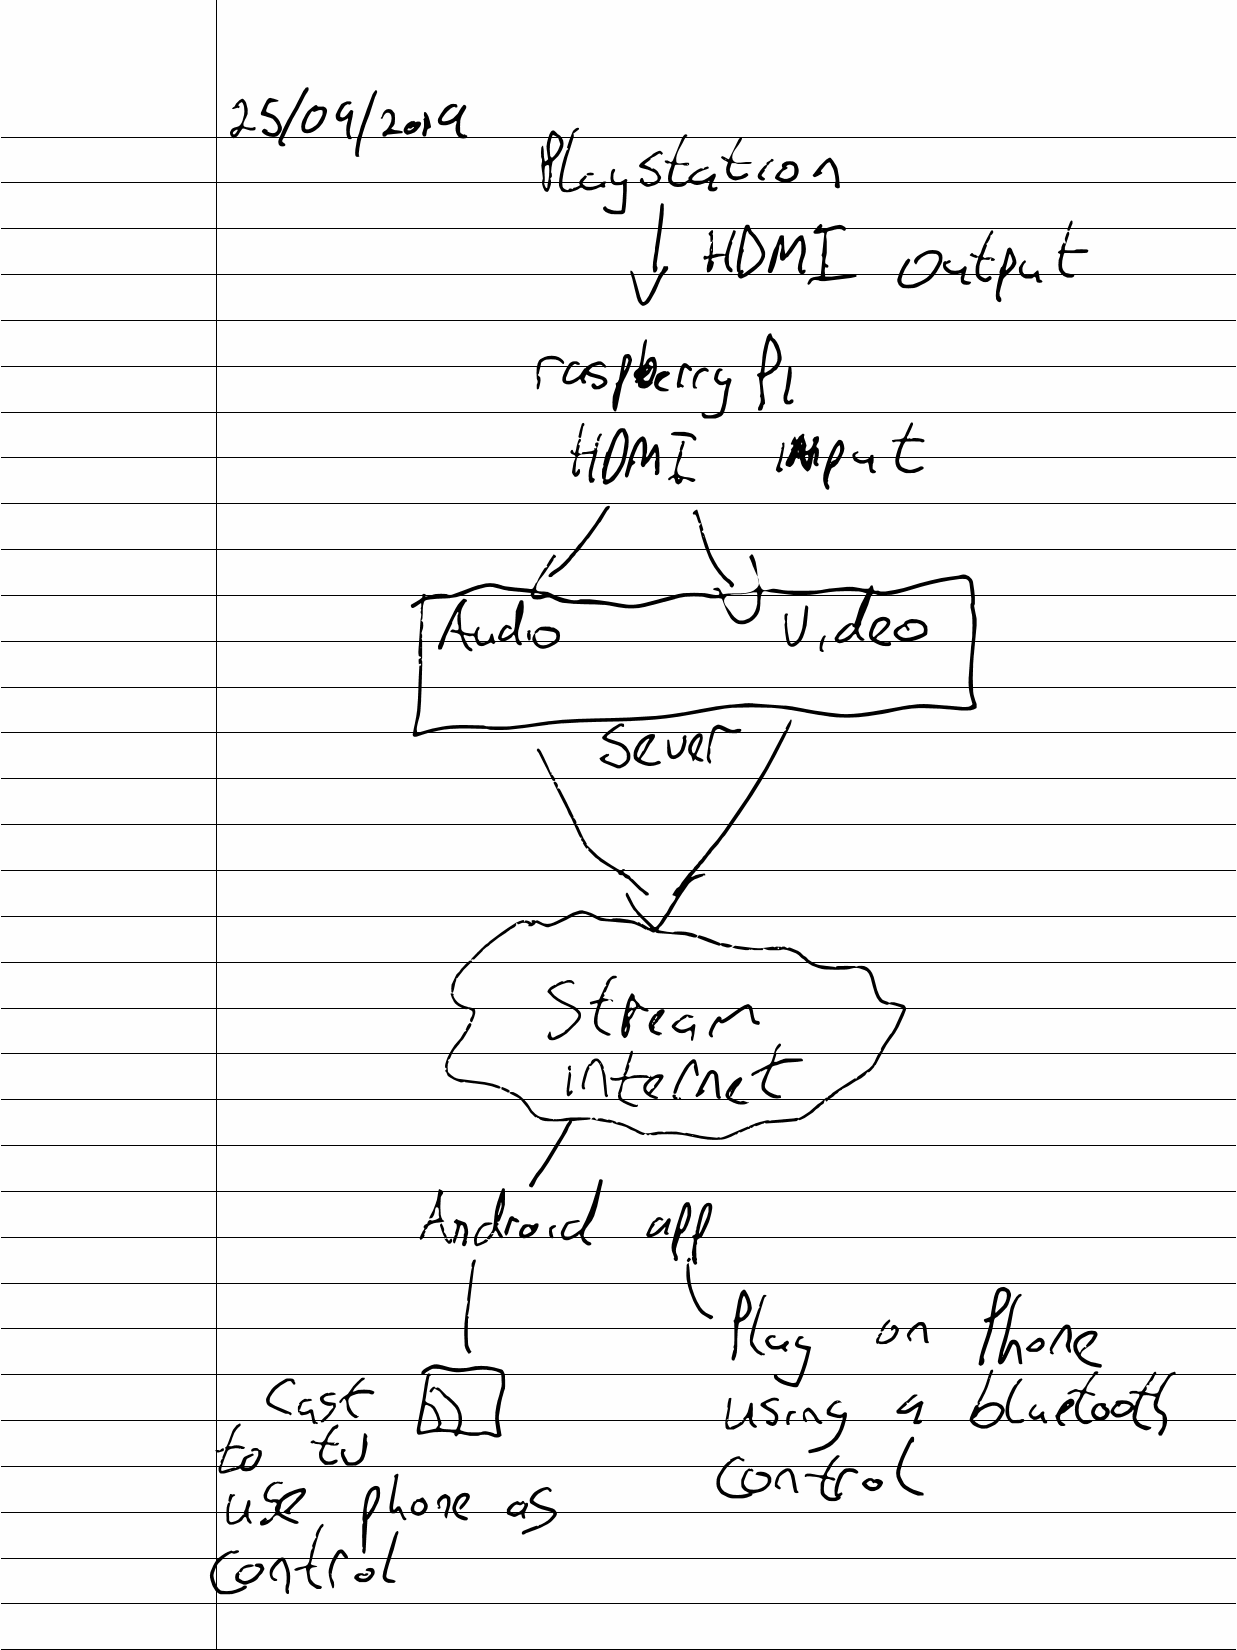 25/09/2019
Playstation
HDMI output
raspberry Pi
HDMI input
Audio Video
Sever
Stream
internet
Android app
Play on Phone
using a bluetooth
control
Cast
to tv
use phone as
control